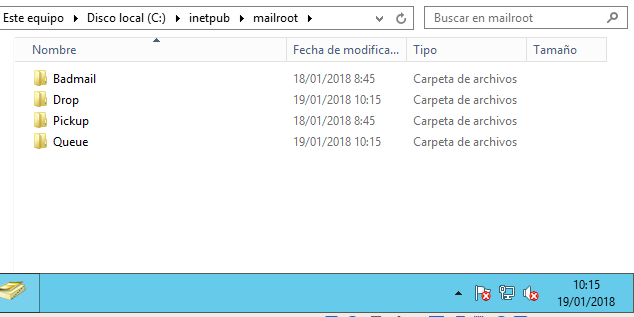 Este equipo ▸ Disco local (C:) ▸ inetpub ▸ mailroot ▸ Buscar en mailroot
Nombre Fecha de modifica... Tipo Tamaño
Badmail 18/01/2018 8:45 Carpeta de archivos
Drop 19/01/2018 10:15 Carpeta de archivos
Pickup 18/01/2018 8:45 Carpeta de archivos
Queue 19/01/2018 10:15 Carpeta de archivos
10:15
19/01/2018